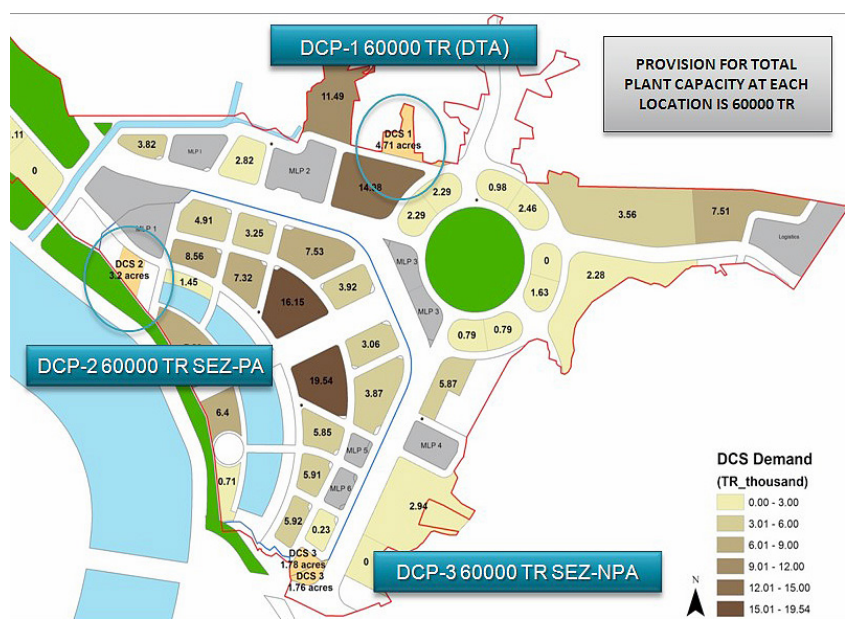 DCP-1 60000 TR (DTA)
PROVISION FOR TOTAL
PLANT CAPACITY AT EACH
LOCATION IS 60000 TR
11.49
DCS 1
4.71 acres
.11
0
3.82
MLP I
2.82
MLP 2
2.29
2.29
0.98
2.46
3.56
7.51
Logistics
MLP 1
4.91
3.25
7.53
MLP 3
0
1.63
2.28
DCS 2
3.2 acres
8.56
7.32
1.45
16.15
3.92
MLP 3
0.79
0.79
3.06
DCP-2 60000 TR SEZ-PA
19.54
3.87
5.87
6.4
5.85
MLP 5
MLP 4
0.71
5.91
MLP 6
2.94
5.92
0.23
DCS 3
1.78 acres
DCS 3
1.76 acres
0
DCP-3 60000 TR SEZ-NPA
DCS Demand
(TR_thousand)
0.00 - 3.00
3.01 - 6.00
6.01 - 9.00
9.01 - 12.00
12.01 - 15.00
15.01 - 19.54
N